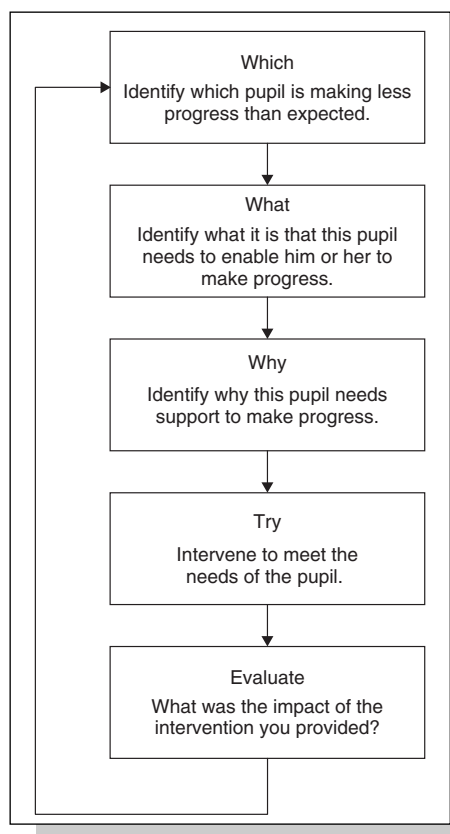 Which
Identify which pupil is making less
progress than expected.
What
Identify what it is that this pupil
needs to enable him or her to
make progress.
Why
Identify why this pupil needs
support to make progress.
Try
Intervene to meet the
needs of the pupil.
Evaluate
What was the impact of the
intervention you provided?